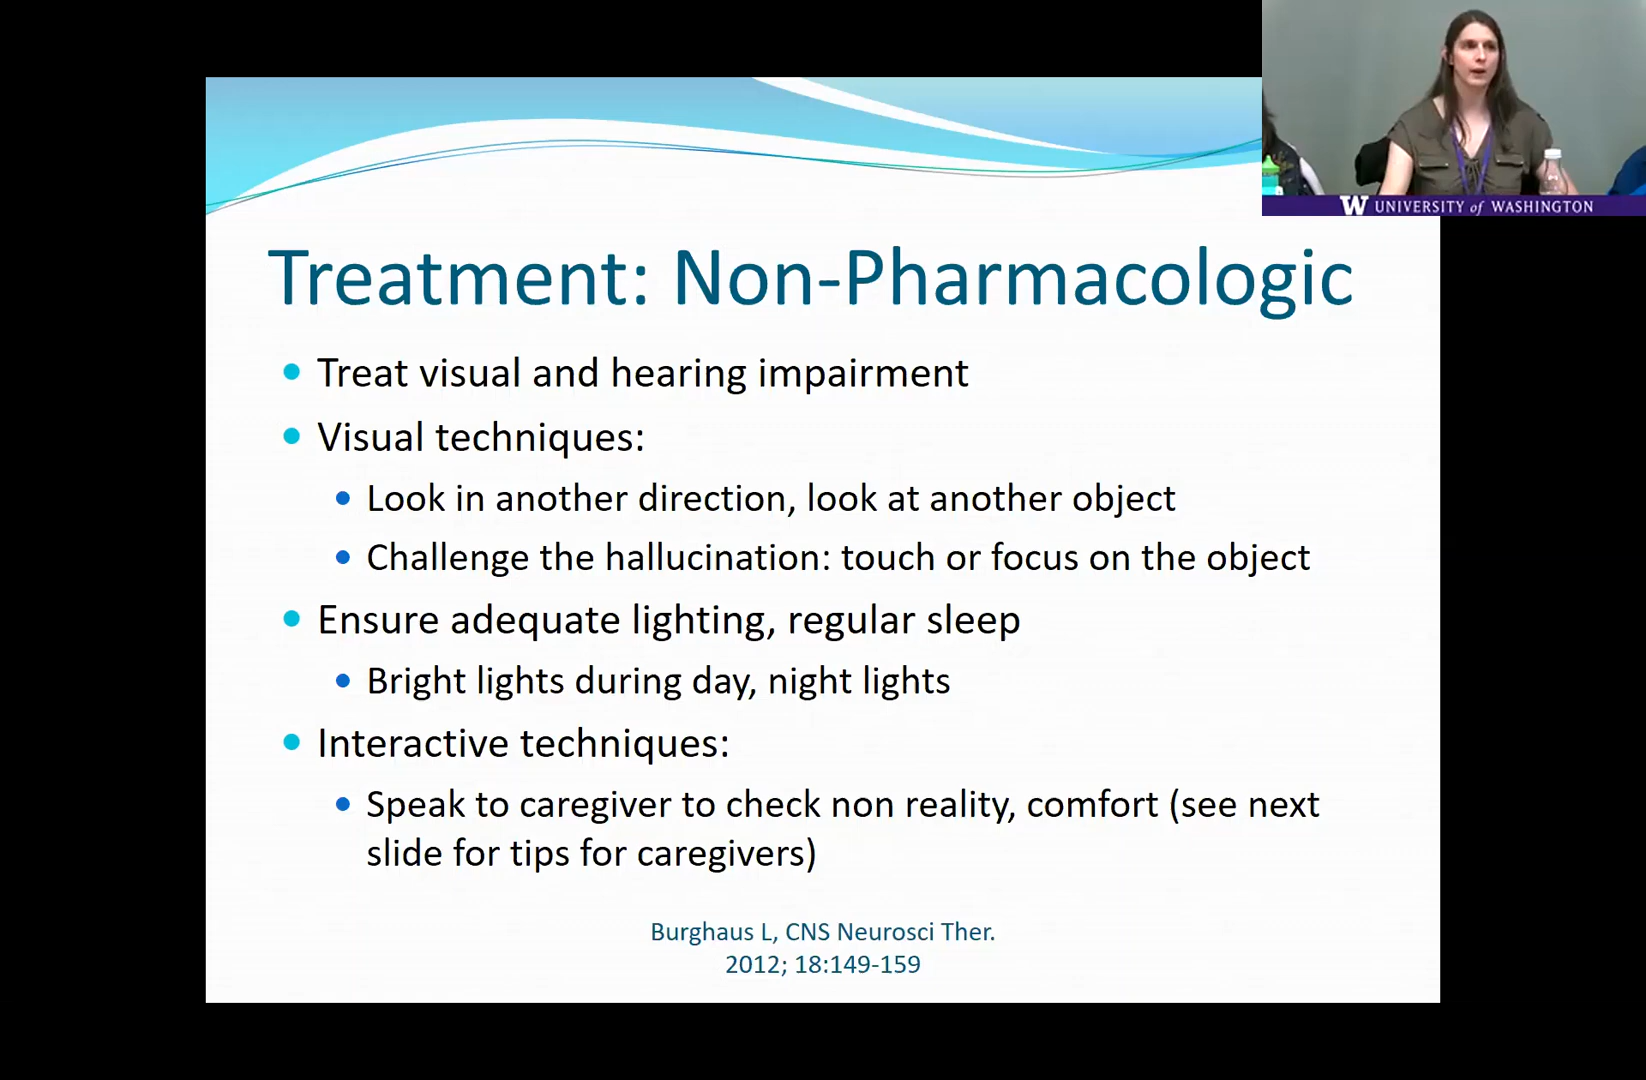 UNIVERSITY of WASHINGTON
Treatment: Non-Pharmacologic
Treat visual and hearing impairment
Visual techniques:
Look in another direction, look at another object
Challenge the hallucination: touch or focus on the object
Ensure adequate lighting, regular sleep
Bright lights during day, night lights
Interactive techniques:
Speak to caregiver to check non reality, comfort (see next
slide for tips for caregivers)
Burghaus L, CNS Neurosci Ther.
2012; 18:149-159